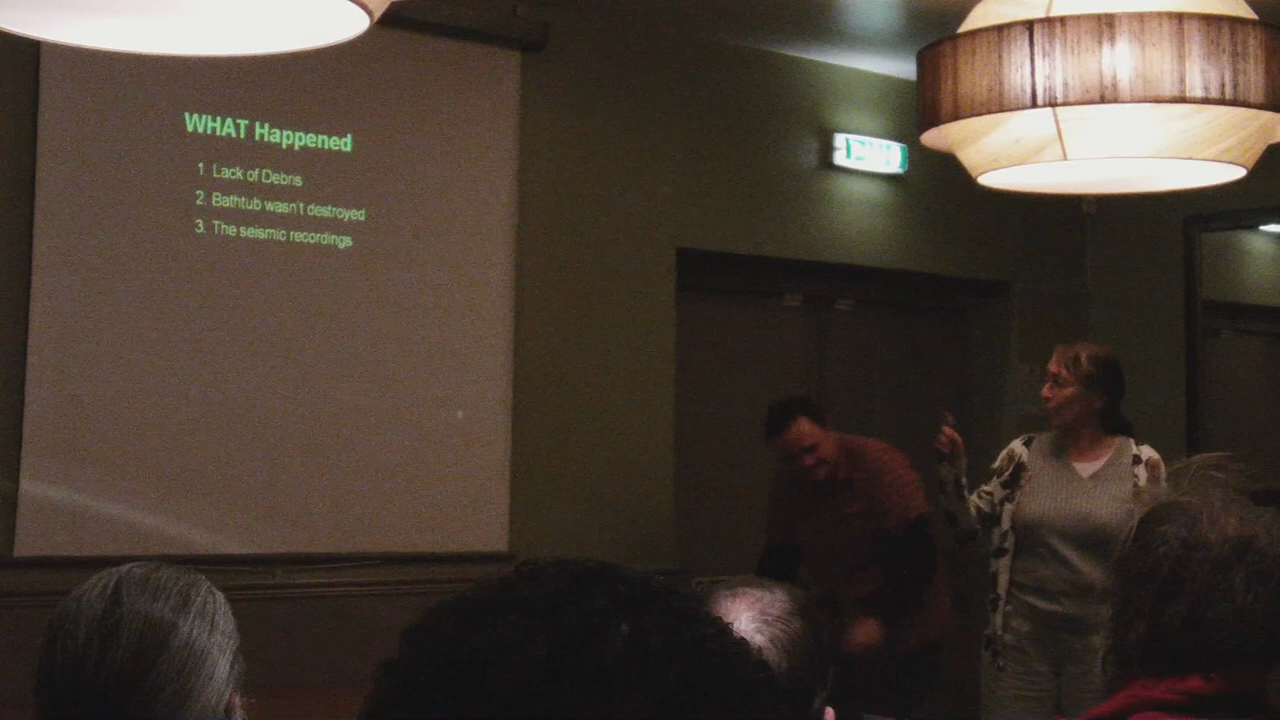 WHAT Happened
1. Lack of Debris
2. Bathtub wasn't destroyed
3. The seismic recordings